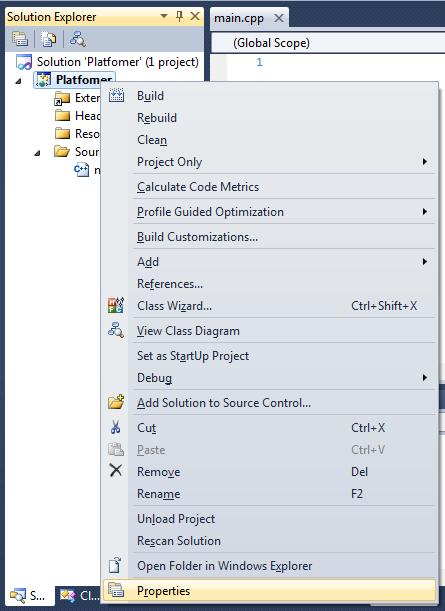 Solution Explorer
main.cpp
(Global Scope)
1
Solution 'Platfomer' (1 project)
Platfomer
Exter
Head
Reso
Sour
Build
Rebuild
Clean
Project Only
Calculate Code Metrics
Profile Guided Optimization
Build Customizations...
Add
References...
Class Wizard... Ctrl+Shift+X
View Class Diagram
Set as StartUp Project
Debug
Add Solution to Source Control...
Cut Ctrl+X
Paste Ctrl+V
Remove Del
Rename F2
Unload Project
Rescan Solution
Open Folder in Windows Explorer
Properties
S...
Cl...